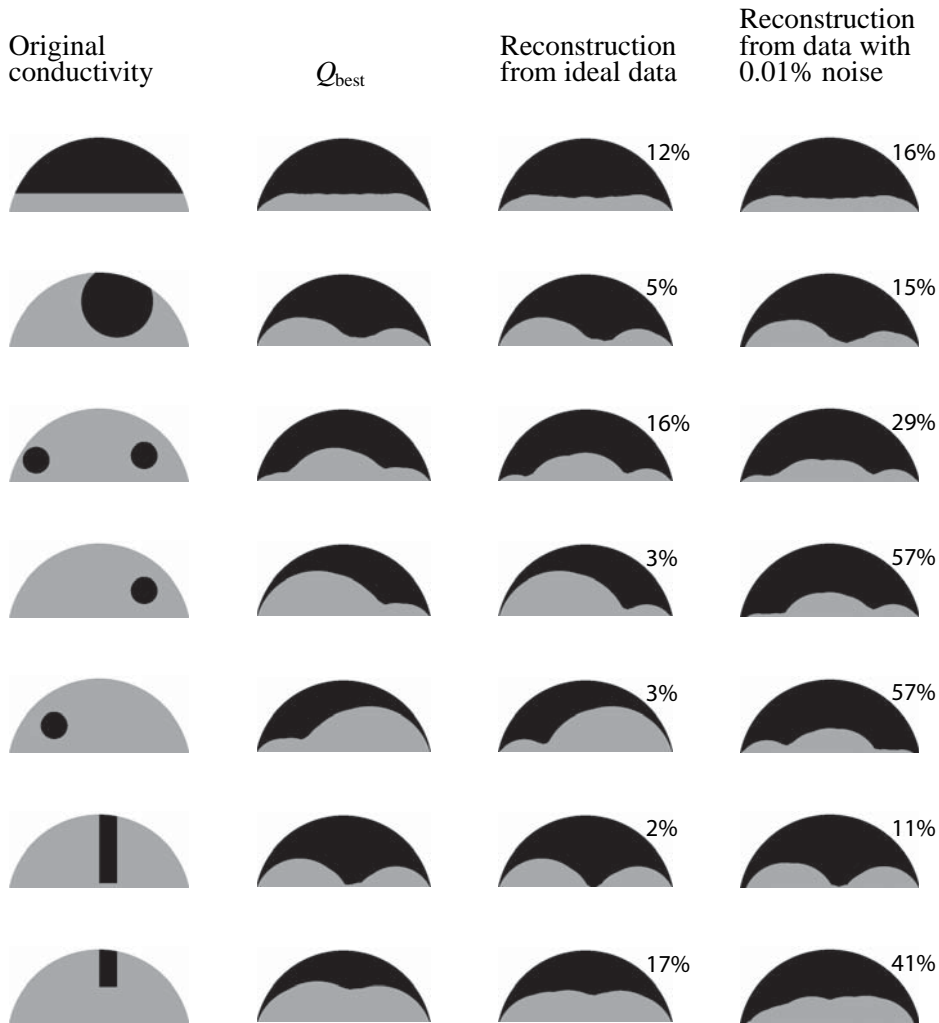 Original
conductivity
Qbest
Reconstruction
from ideal data
Reconstruction
from data with
0.01% noise
12%
16%
5%
15%
16%
29%
3%
57%
3%
57%
2%
11%
17%
41%